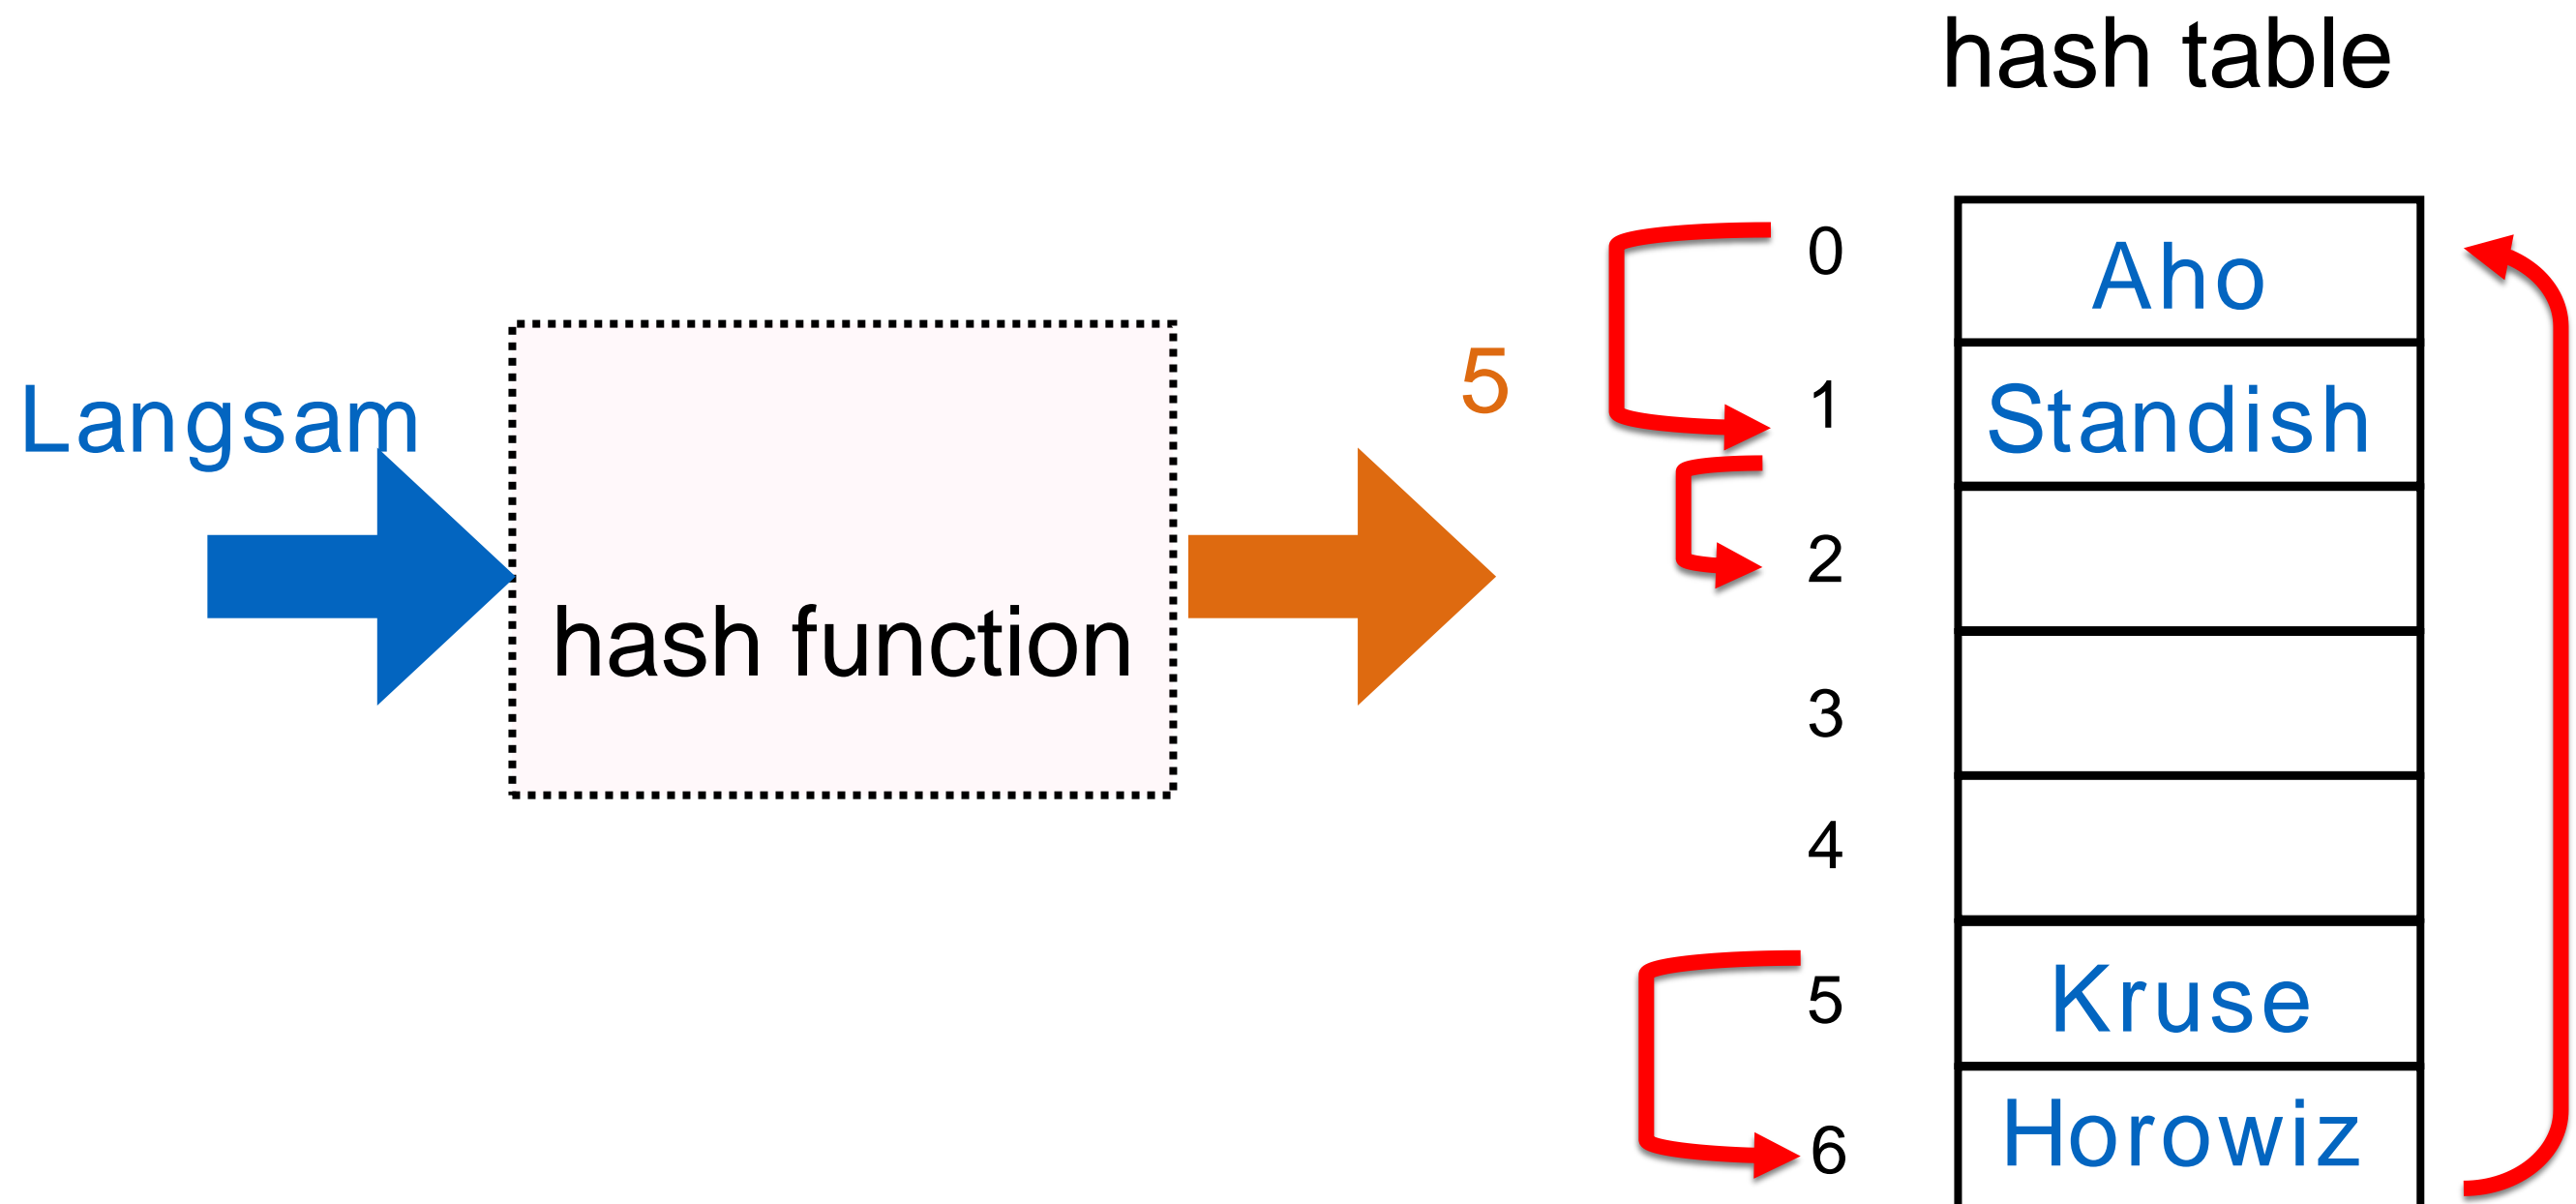 hash table
Langsam
hash function
5
0 Aho
1 Standish
2
3
4
5 Kruse
6 Horowiz